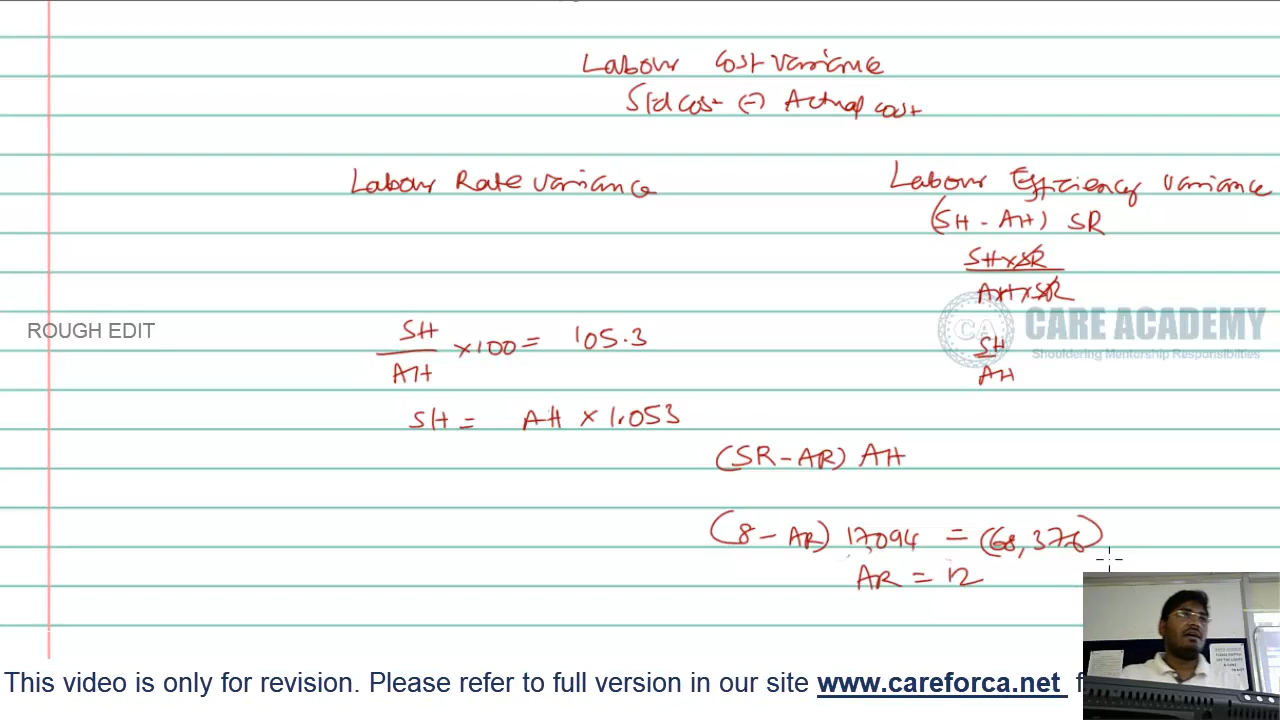 Labour Cost Variance
Std cost (-) Actual cost
Labour Rate Variance
Labour Efficiency Variance
(SH - AH) SR
SH×SR
AH×SR
ROUGH EDIT
CA
CARE ACADEMY
Shouldering Mentorship Responsibilities
SH
AH
×100 = 105.3
SH
AH
SH = AH × 1.053
(SR - AR) AH
(8 - AR) 17,094 = (68,376)
AR = 12
This video is only for revision. Please refer to full version in our site www.careforca.net f